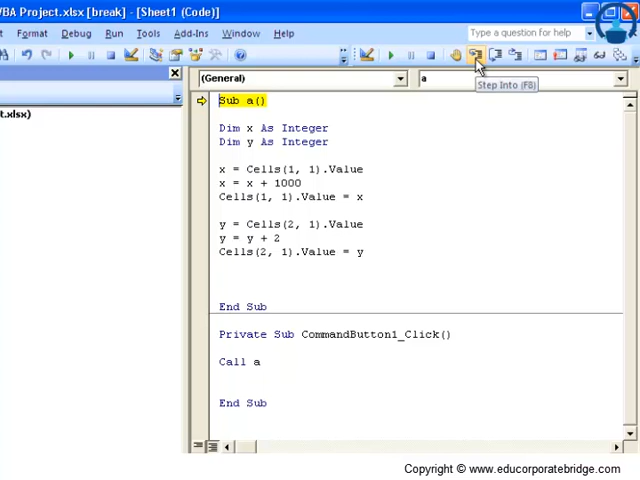 VBA Project.xlsx [break] - [Sheet1 (Code)]
Format Debug Run Tools Add-Ins Window Help
Type a question for help
(General) a
Step Into (F8)
t.xlsx)
Sub a()
Dim x As Integer
Dim y As Integer
x = Cells(1, 1).Value
x = x + 1000
Cells(1, 1).Value = x
y = Cells(2, 1).Value
y = y + 2
Cells(2, 1).Value = y
End Sub
Private Sub CommandButton1_Click()
Call a
End Sub
Copyright © www.educorporatebridge.com